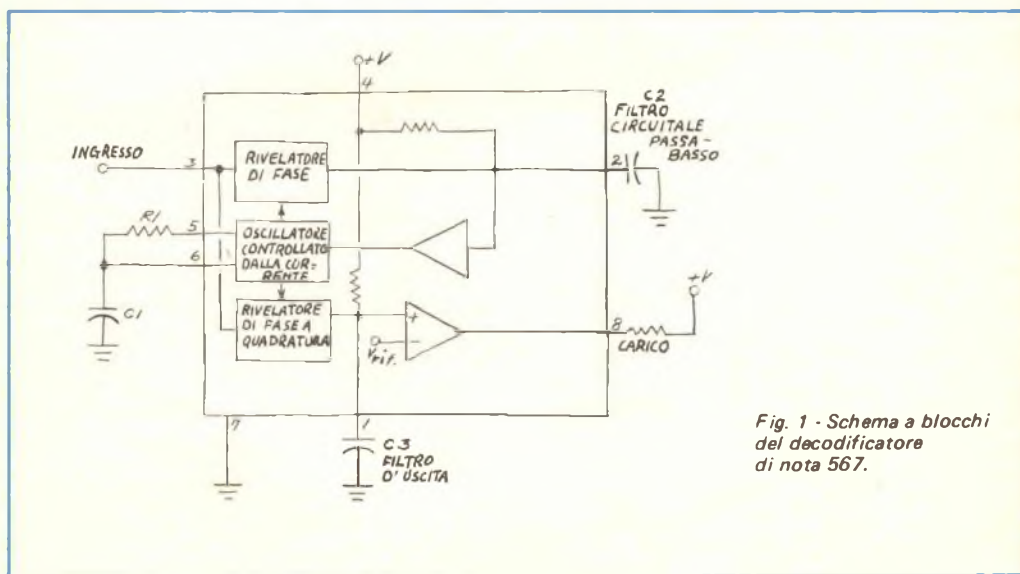 +V
4
C2
FILTRO
CIRCUITALE
PASSA-
BASSO
INGRESSO
3
RIVELATORE
DI FASE
2
R1
5
OSCILLATORE
CONTROLLATO
DALLA COR-
RENTE
6
+V
C1
RIVELATORE
DI FASE A
QUADRATURA
+
-
Vrif.
8
CARICO
7
1
C3
FILTRO
D'USCITA
Fig. 1 - Schema a blocchi
del decodificatore
di nota 567.